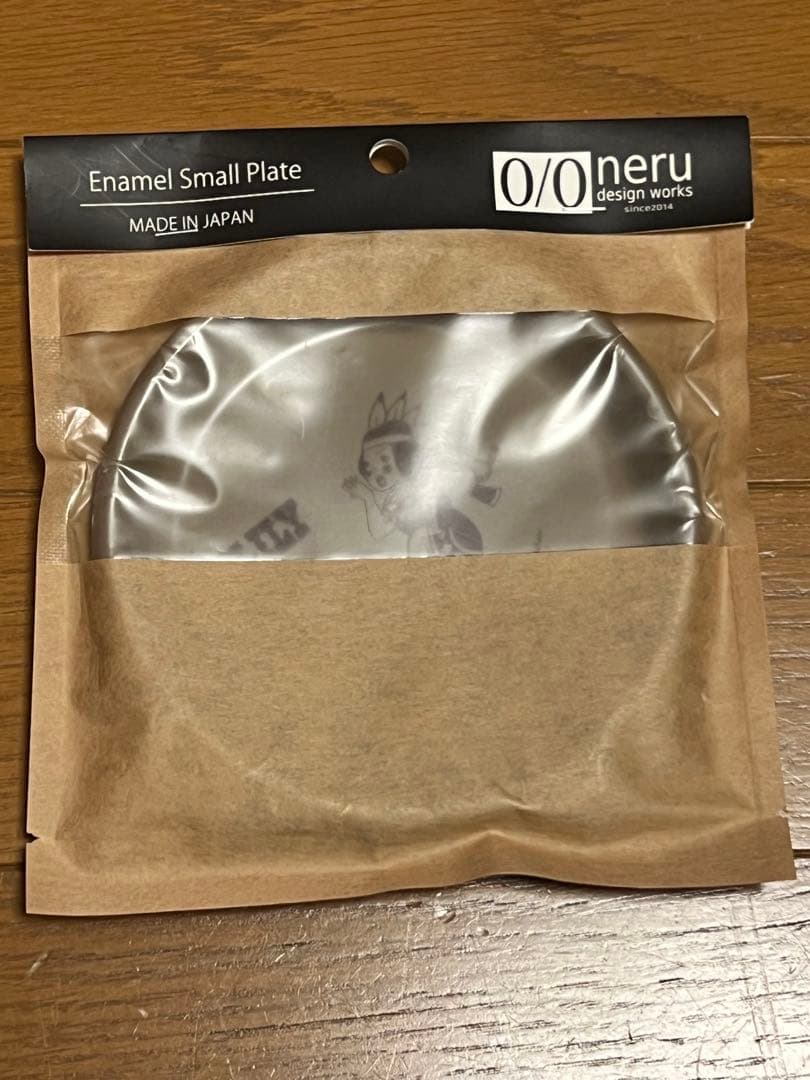 Enamel Small Plate
MADE IN JAPAN
0/0 neru
design works
since2014